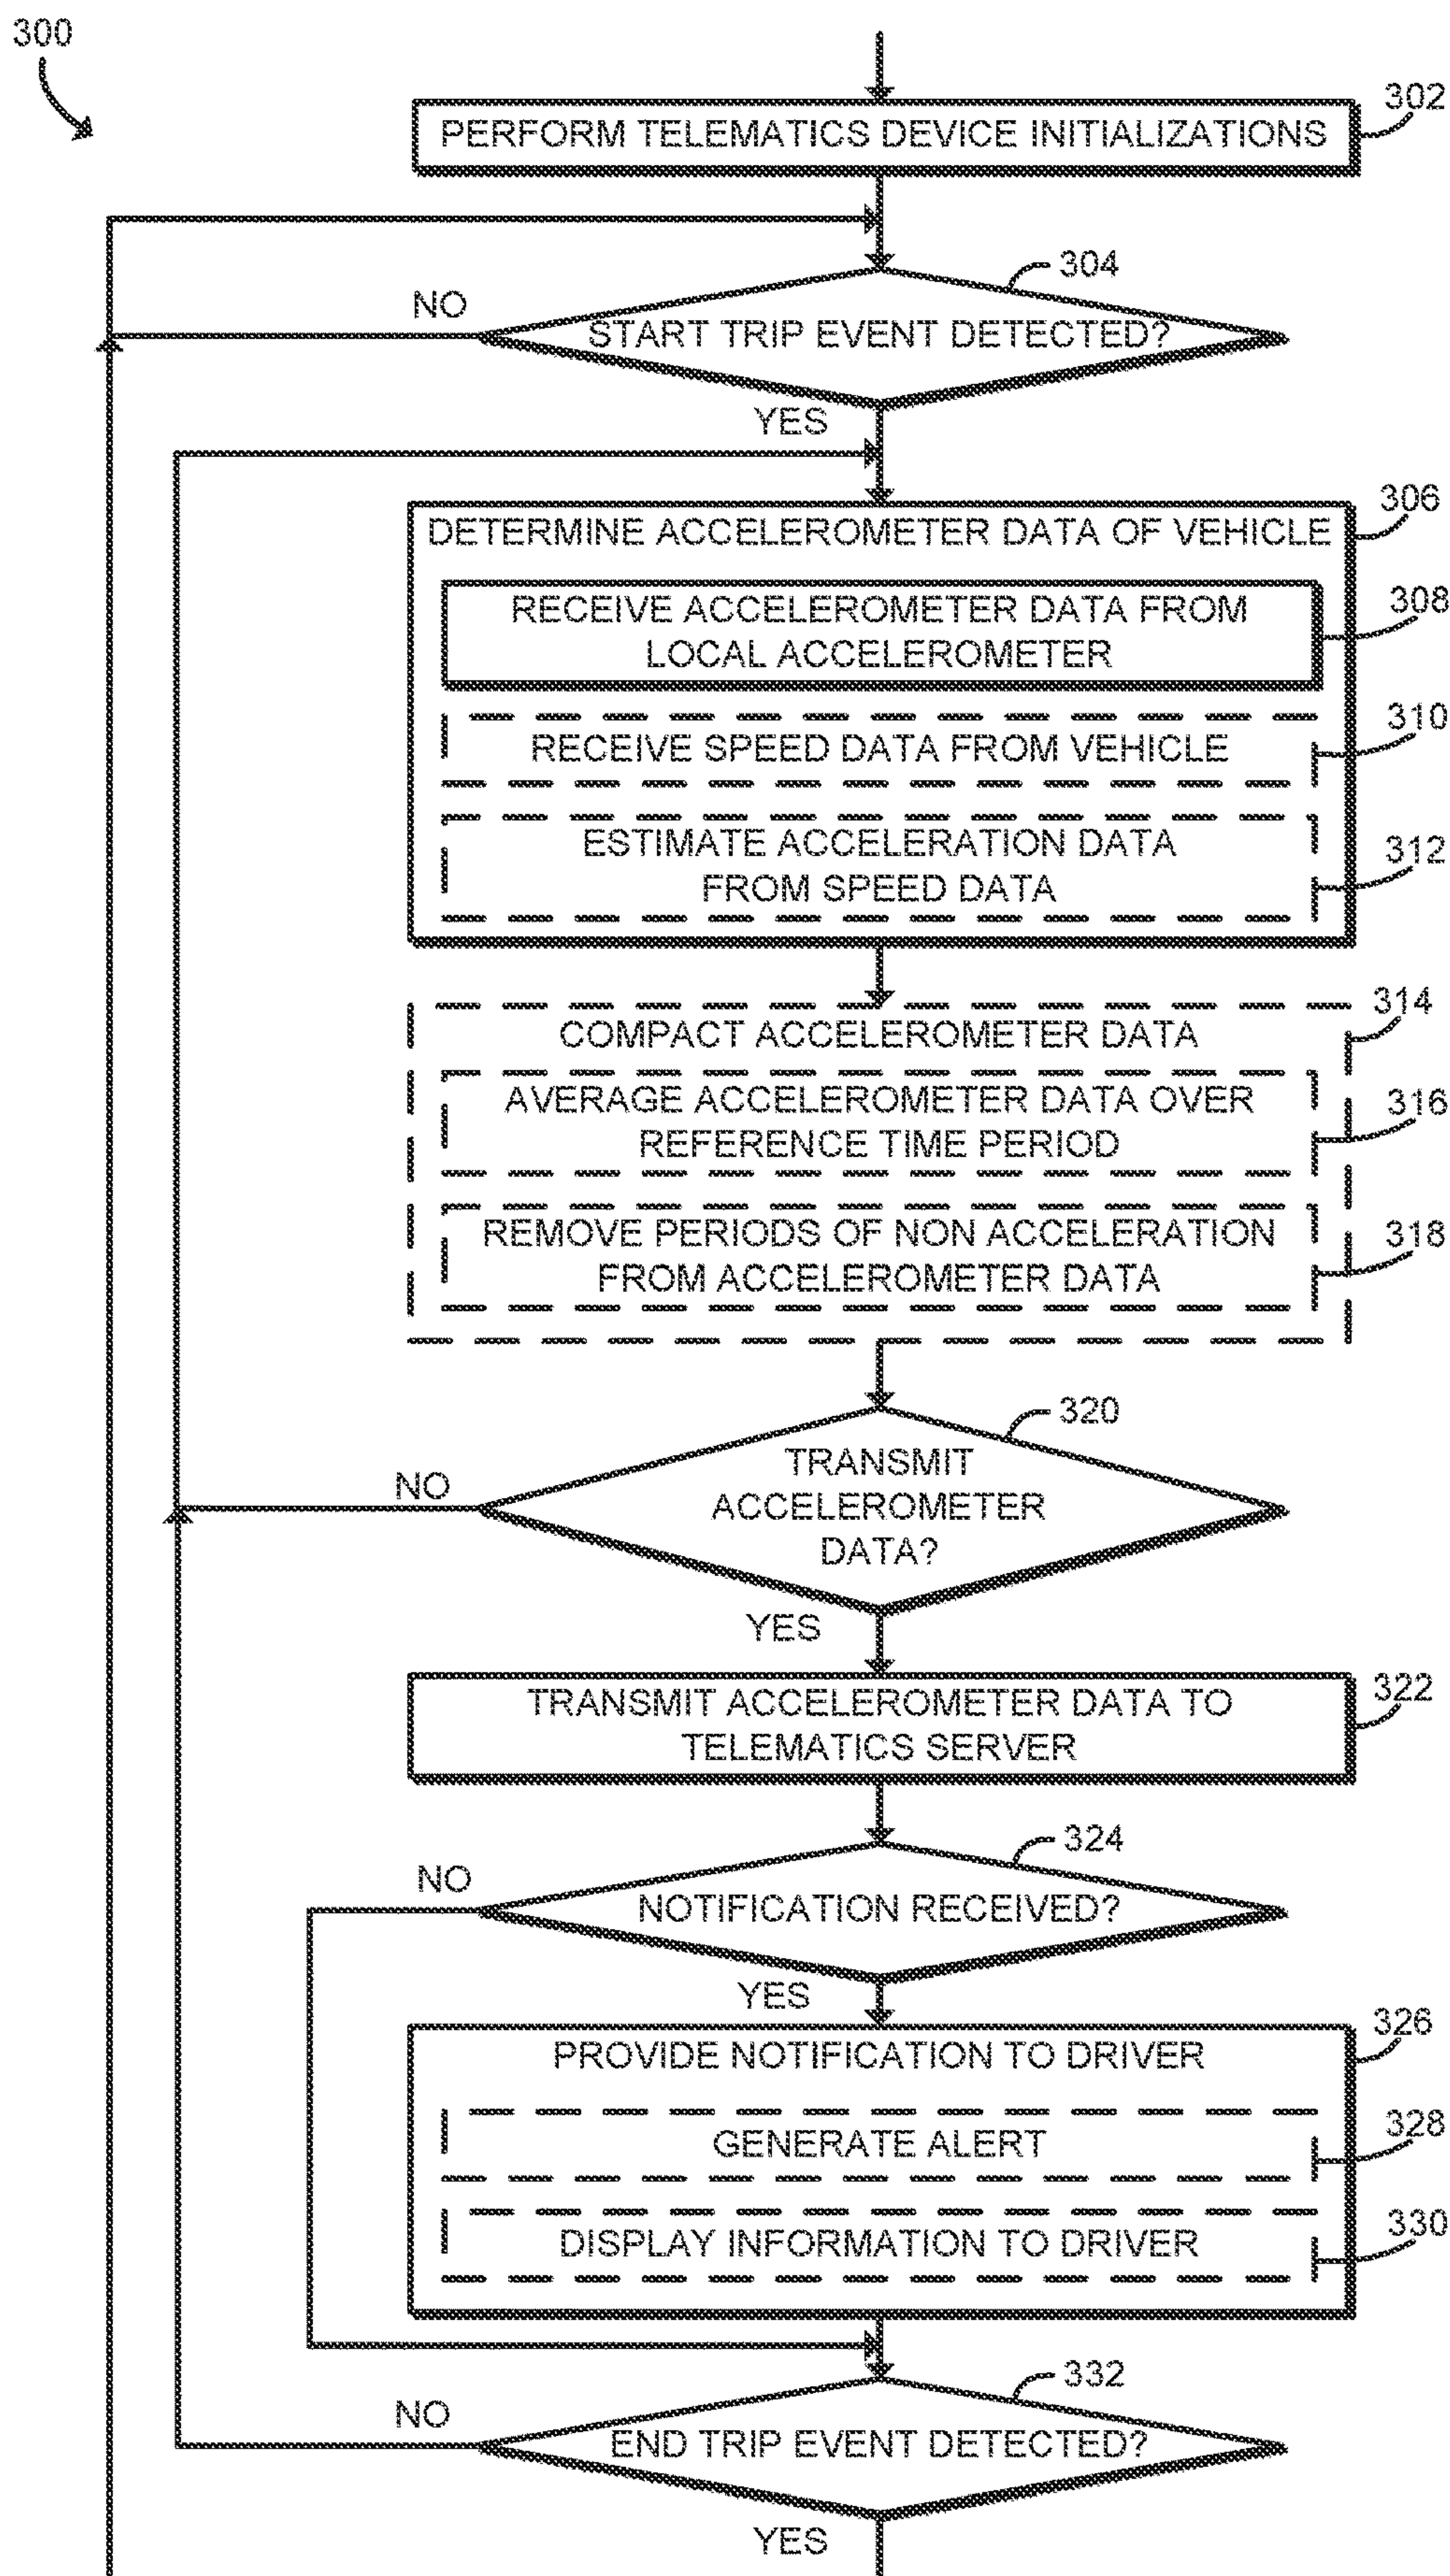 300
302
PERFORM TELEMATICS DEVICE INITIALIZATIONS
304
NO
START TRIP EVENT DETECTED?
YES
306
DETERMINE ACCELEROMETER DATA OF VEHICLE
308
RECEIVE ACCELEROMETER DATA FROM
LOCAL ACCELEROMETER
310
RECEIVE SPEED DATA FROM VEHICLE
312
ESTIMATE ACCELERATION DATA
FROM SPEED DATA
314
COMPACT ACCELEROMETER DATA
316
AVERAGE ACCELEROMETER DATA OVER
REFERENCE TIME PERIOD
318
REMOVE PERIODS OF NON ACCELERATION
FROM ACCELEROMETER DATA
320
NO
TRANSMIT
ACCELEROMETER
DATA?
YES
322
TRANSMIT ACCELEROMETER DATA TO
TELEMATICS SERVER
324
NO
NOTIFICATION RECEIVED?
YES
326
PROVIDE NOTIFICATION TO DRIVER
328
GENERATE ALERT
330
DISPLAY INFORMATION TO DRIVER
332
NO
END TRIP EVENT DETECTED?
YES